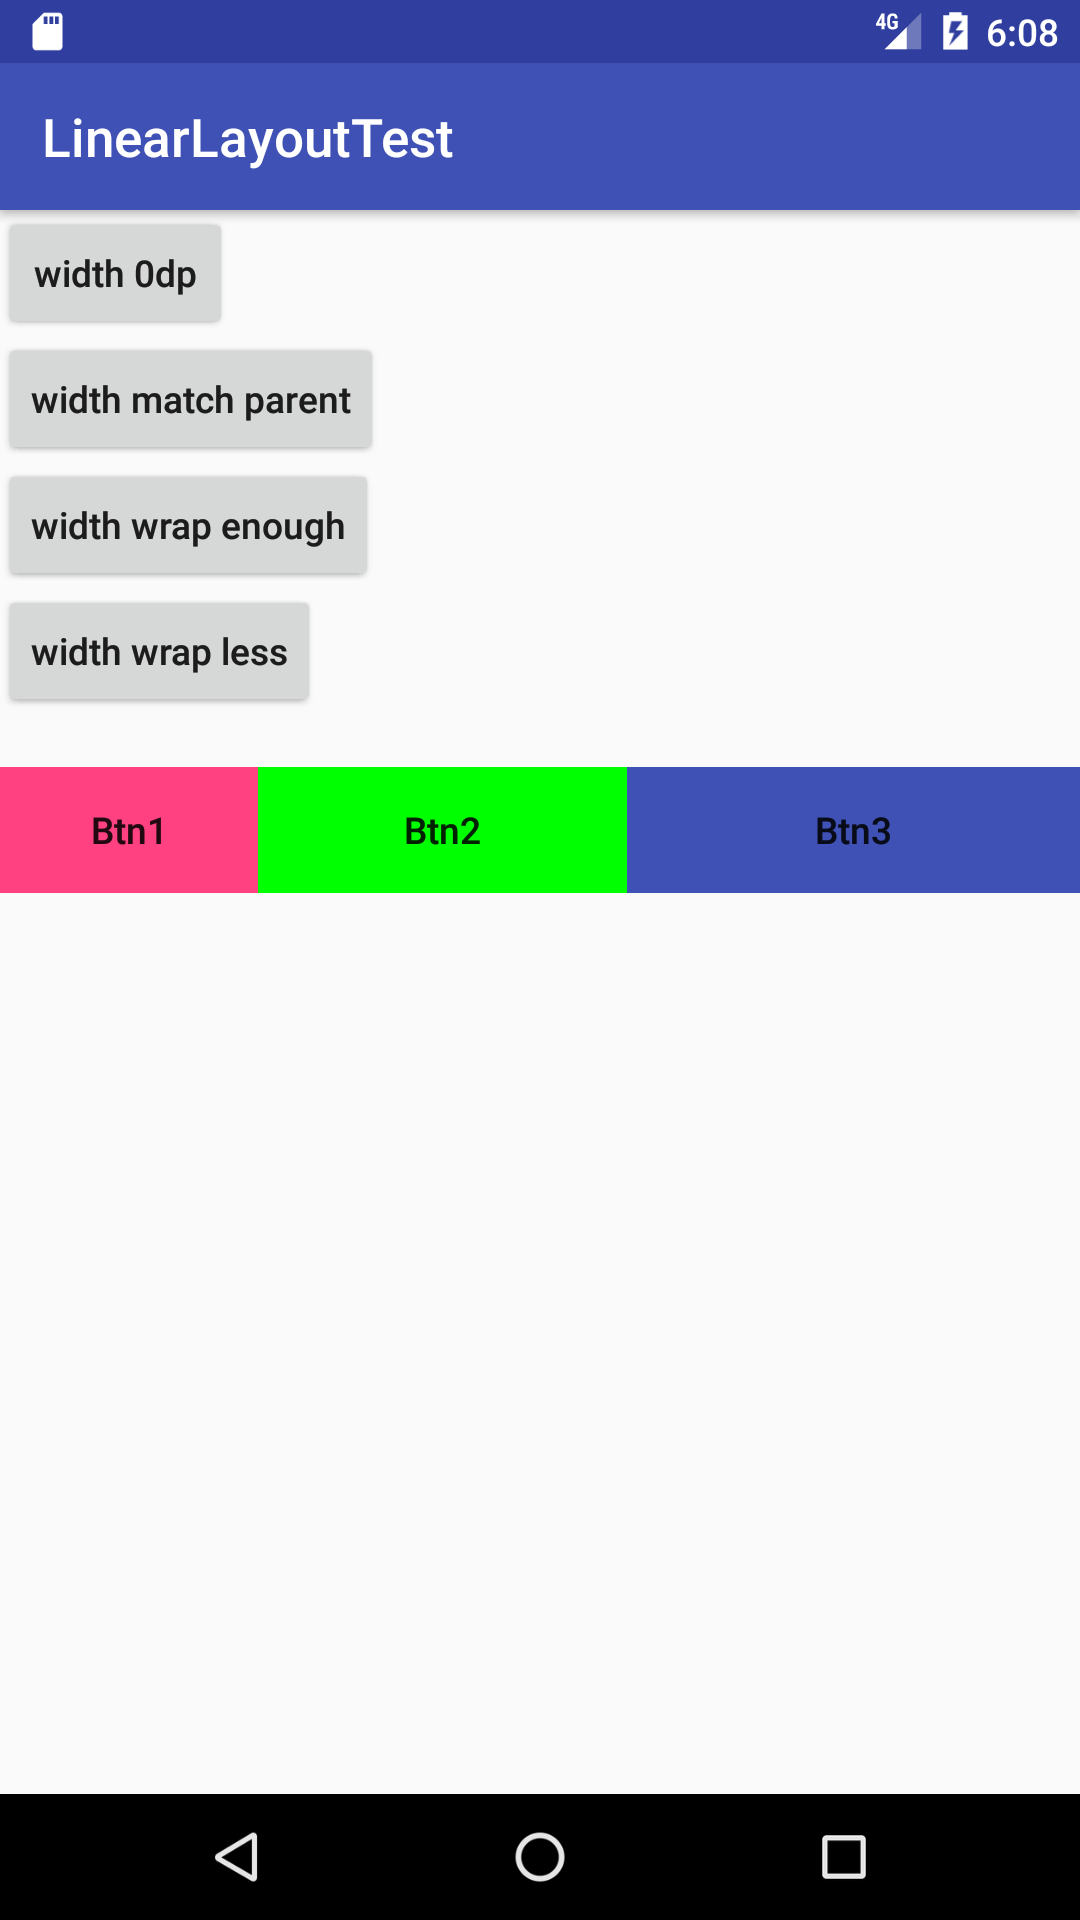 4G 6:08
LinearLayoutTest
width 0dp
width match parent
width wrap enough
width wrap less
Btn1 Btn2 Btn3